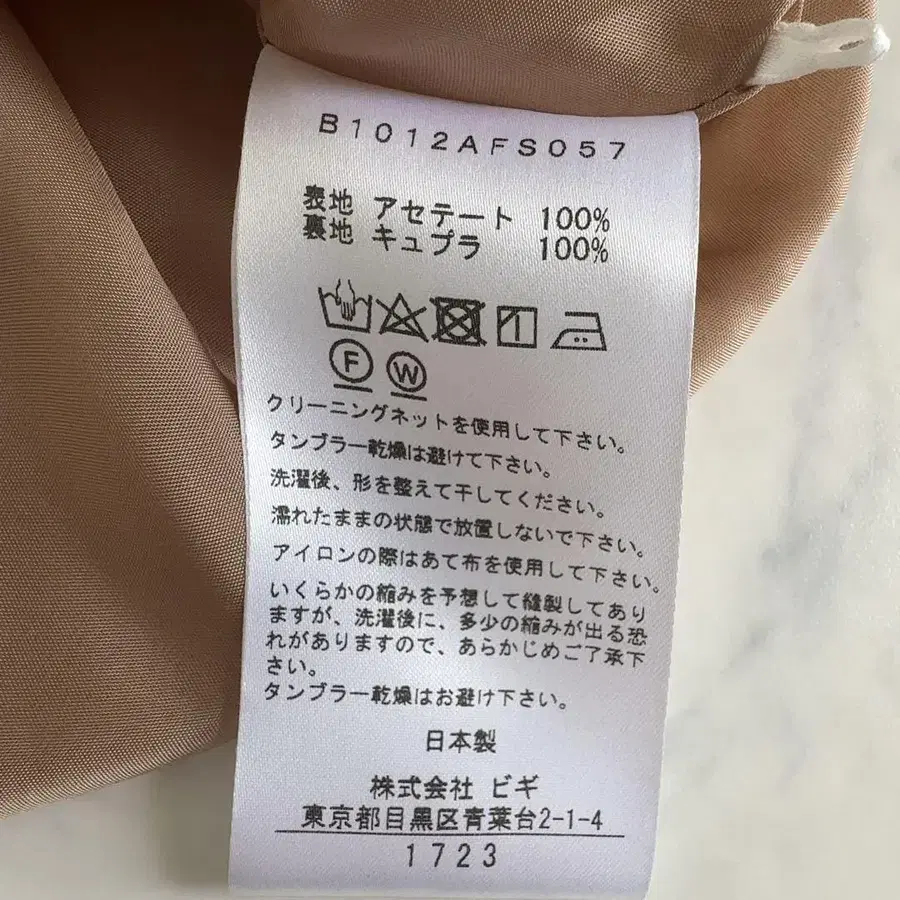 B1012AFS057
表地 アセテート 100%
裏地 キュプラ 100%
F W
クリーニングネットを使用して下さい。
タンブラー乾燥は避けて下さい。
洗濯後、形を整えて干してください。
濡れたままの状態で放置しないで下さい。
アイロンの際はあて布を使用して下さい。
いくらかの縮みを予想して縫製してあり
ますが、洗濯後に、多少の縮みが出る恐
れがありますので、あらかじめご了承下
さい。
タンブラー乾燥はお避け下さい。
日本製
株式会社 ビギ
東京都目黒区青葉台2-1-4
1723